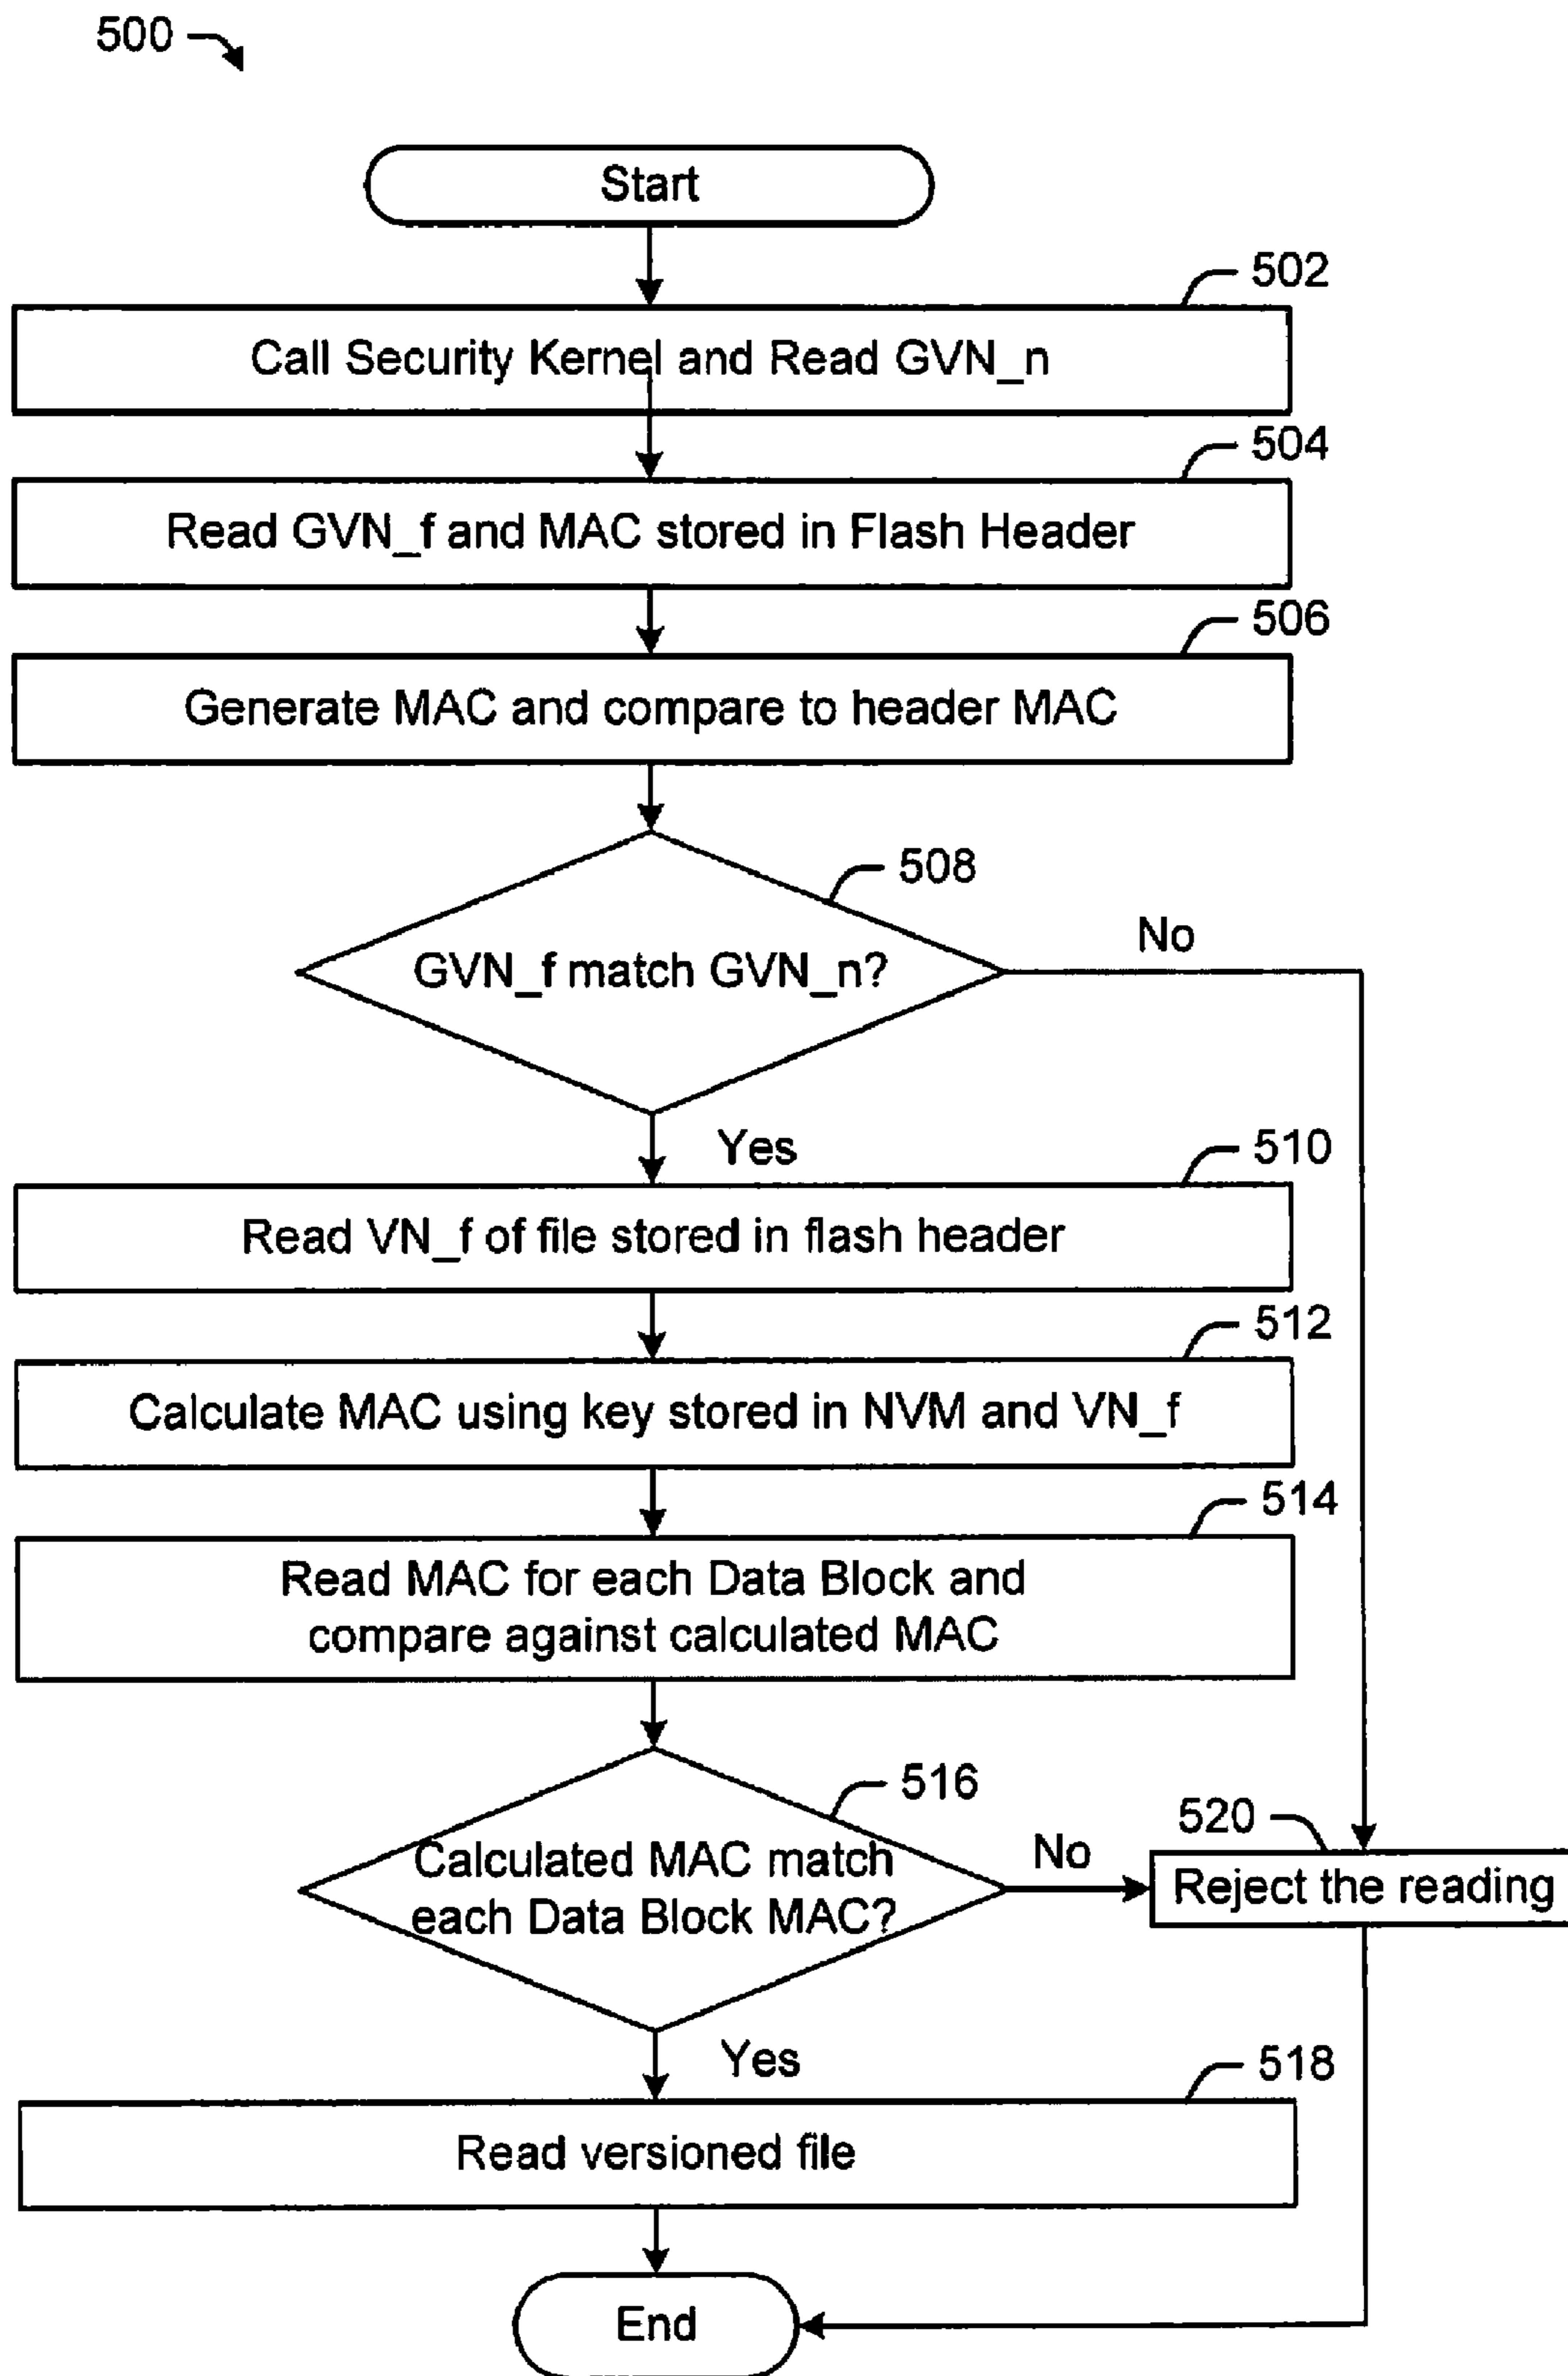 500
Start
502
Call Security Kernel and Read GVN_n
504
Read GVN_f and MAC stored in Flash Header
506
Generate MAC and compare to header MAC
508
GVN_f match GVN_n?
No
Yes
510
Read VN_f of file stored in flash header
512
Calculate MAC using key stored in NVM and VN_f
514
Read MAC for each Data Block and
compare against calculated MAC
516
Calculated MAC match
each Data Block MAC?
No
520
Reject the reading
Yes
518
Read versioned file
End